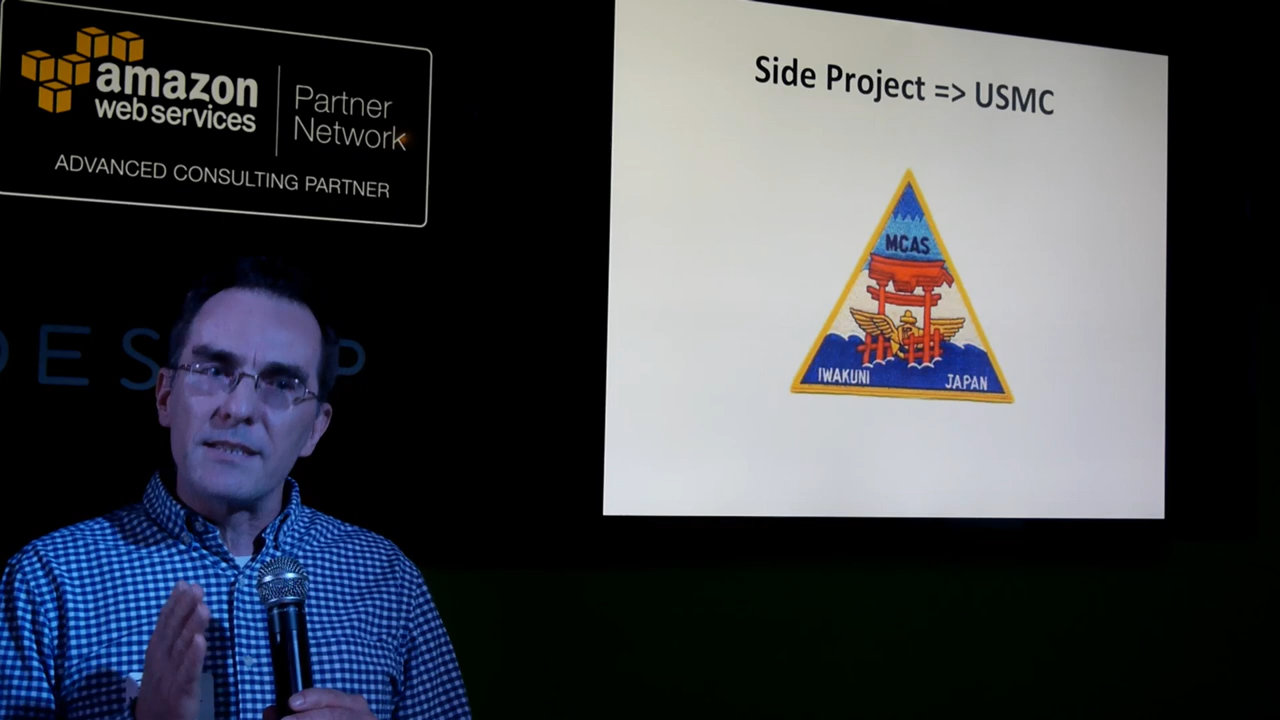 amazon
web services
Partner
Network
ADVANCED CONSULTING PARTNER
Side Project => USMC
MCAS
IWAKUNI
JAPAN